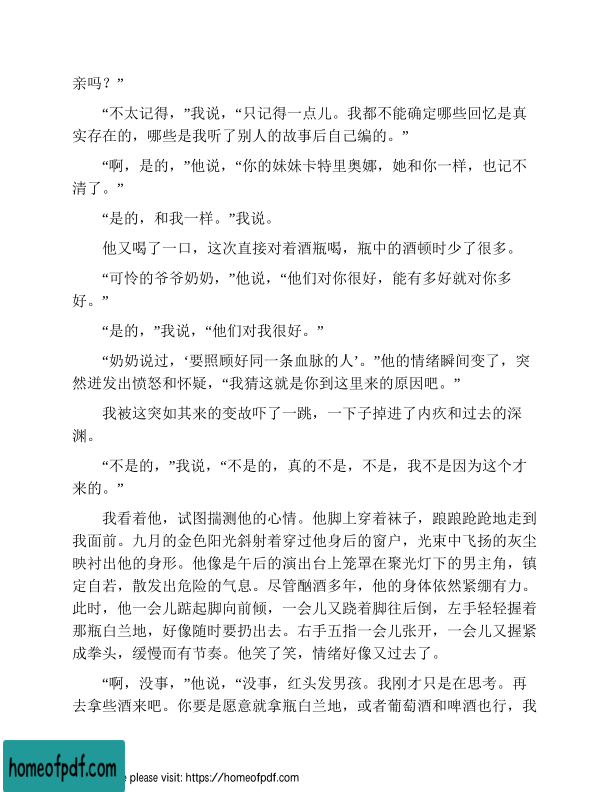 亲吗？”
“不太记得，”我说，“只记得一点儿。我都不能确定哪些回忆是真
实存在的，哪些是我听了别人的故事后自己编的。”
“啊，是的，”他说，“你的妹妹卡特里奥娜，她和你一样，也记不
清了。”
“是的，和我一样。”我说。
他又喝了一口，这次直接对着酒瓶喝，瓶中的酒顿时少了很多。
“可怜的爷爷奶奶，”他说，“他们对你很好，能有多好就对你多
好。”
“是的，”我说，“他们对我很好。”
“奶奶说过，‘要照顾好同一条血脉的人’。”他的情绪瞬间变了，突
然迸发出愤怒和怀疑，“我猜这就是你到这里来的原因吧。”
我被这突如其来的变故吓了一跳，一下子掉进了内疚和过去的深
渊。
“不是的，”我说，“不是的，真的不是，不是，我不是因为这个才
来的。”
我看着他，试图揣测他的心情。他脚上穿着袜子，踉踉跄跄地走到
我面前。九月的金色阳光斜射着穿过他身后的窗户，光束中飞扬的灰尘
映衬出他的身形。他像是午后的演出台上笼罩在聚光灯下的男主角，镇
定自若，散发出危险的气息。尽管酗酒多年，他的身体依然紧绷有力。
此时，他一会儿踮起脚向前倾，一会儿又跷着脚往后倒，左手轻轻握着
那瓶白兰地，好像随时要扔出去。右手五指一会儿张开，一会儿又握紧
成拳头，缓慢而有节奏。他笑了笑，情绪好像又过去了。
“啊，没事，”他说，“没事，红头发男孩。我刚才只是在思考。再
去拿些酒来吧。你要是愿意就拿瓶白兰地，或者葡萄酒和啤酒也行，我
homeofpdf.com
e please visit: https://homeofpdf.com